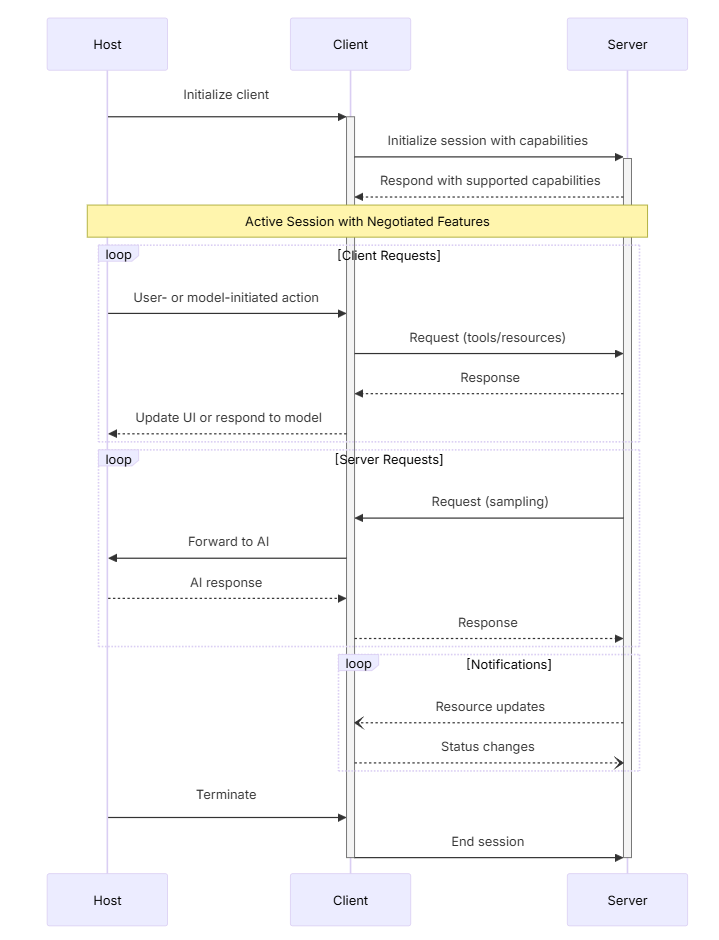 Host
Client
Server
Initialize client
Initialize session with capabilities
Respond with supported capabilities
Active Session with Negotiated Features
loop
[Client Requests]
User- or model-initiated action
Request (tools/resources)
Response
Update UI or respond to model
loop
[Server Requests]
Request (sampling)
Forward to AI
AI response
Response
loop
[Notifications]
Resource updates
Status changes
Terminate
End session
Host
Client
Server